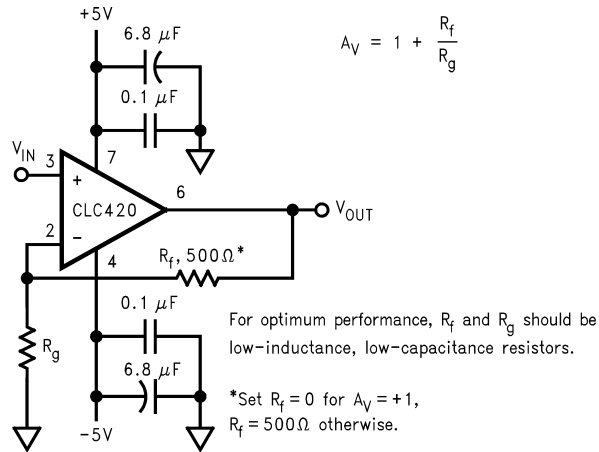 +5V
6.8 μF
0.1 μF
A_V = 1 + R_f / R_g
V_IN
3
7
+
CLC420
6
V_OUT
2
−
4
R_f, 500Ω*
0.1 μF
R_g
6.8 μF
−5V
For optimum performance, R_f and R_g should be
low-inductance, low-capacitance resistors.
*Set R_f = 0 for A_V = +1,
R_f = 500Ω otherwise.